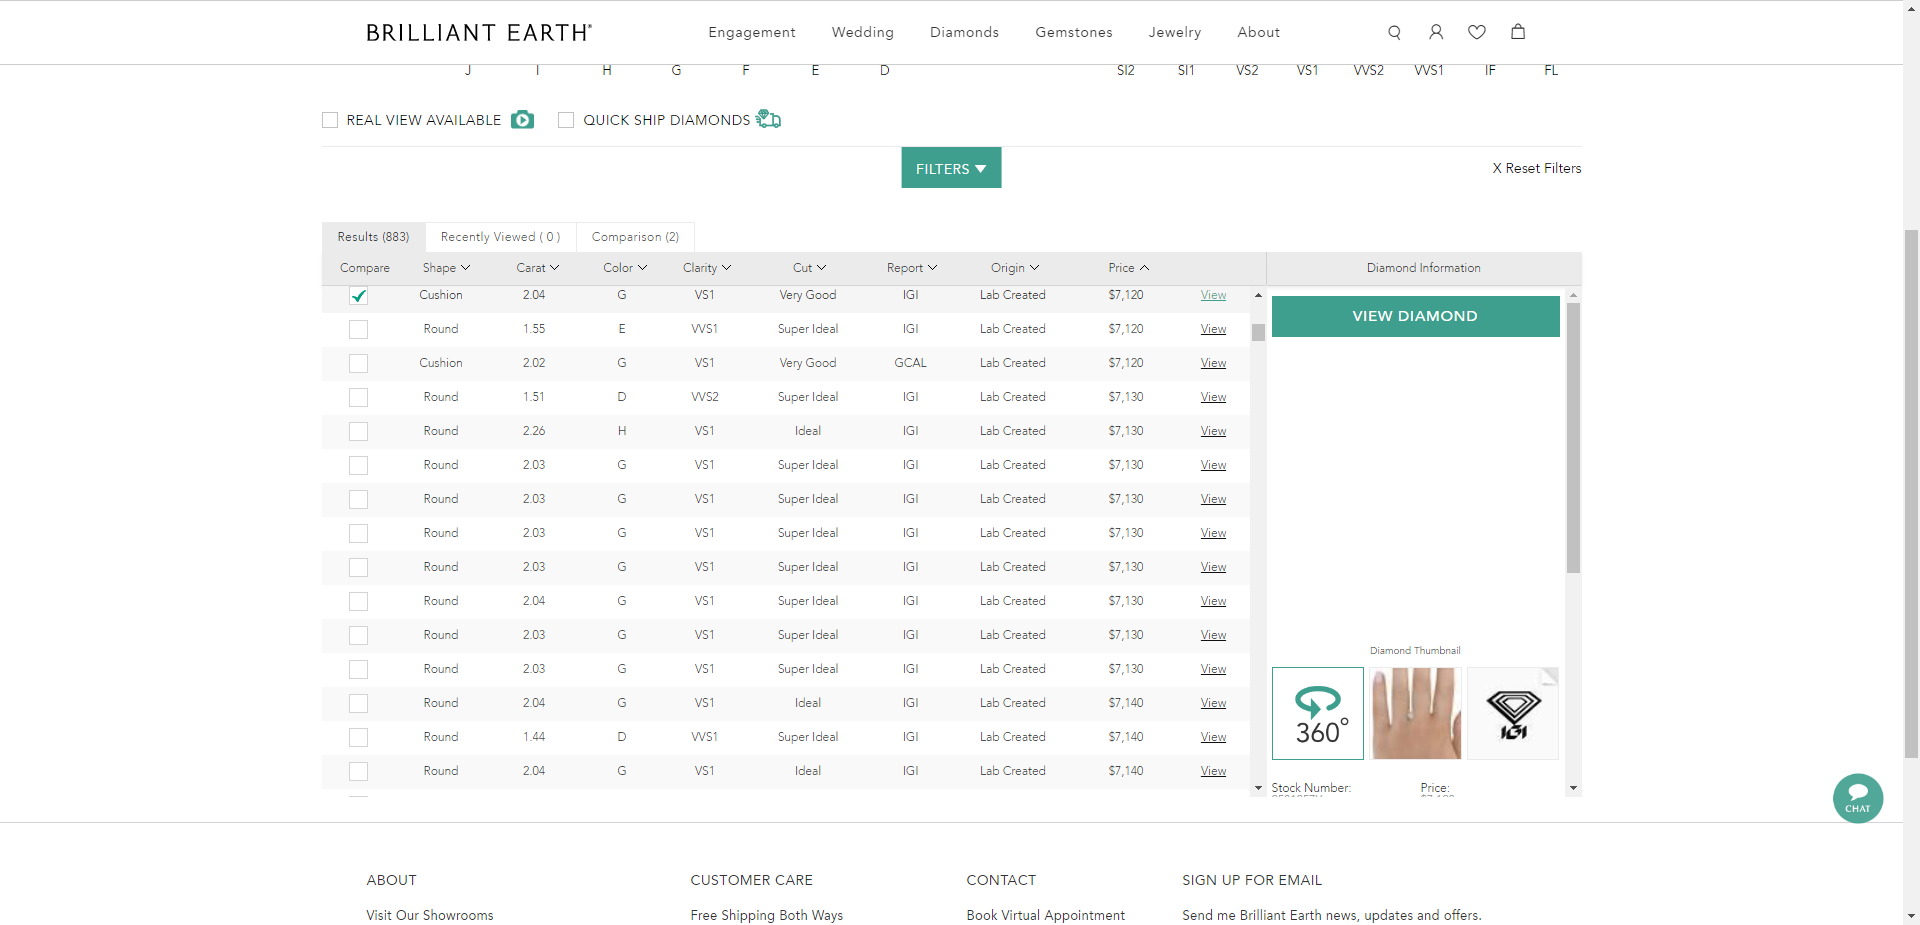 BRILLIANT EARTH®
Engagement Wedding Diamonds Gemstones Jewelry About
J I H G F E D SI2 SI1 VS2 VS1 VVS2 VVS1 IF FL
REAL VIEW AVAILABLE QUICK SHIP DIAMONDS
FILTERS
X Reset Filters
Results (883) Recently Viewed ( 0 ) Comparison (2)
Compare Shape Carat Color Clarity Cut Report Origin Price Diamond Information
Cushion 2.04 G VS1 Very Good IGI Lab Created $7,120 View
VIEW DIAMOND
Round 1.55 E VVS1 Super Ideal IGI Lab Created $7,120 View
Cushion 2.02 G VS1 Very Good GCAL Lab Created $7,120 View
Round 1.51 D VVS2 Super Ideal IGI Lab Created $7,130 View
Round 2.26 H VS1 Ideal IGI Lab Created $7,130 View
Round 2.03 G VS1 Super Ideal IGI Lab Created $7,130 View
Round 2.03 G VS1 Super Ideal IGI Lab Created $7,130 View
Round 2.03 G VS1 Super Ideal IGI Lab Created $7,130 View
Round 2.03 G VS1 Super Ideal IGI Lab Created $7,130 View
Round 2.04 G VS1 Super Ideal IGI Lab Created $7,130 View
Round 2.03 G VS1 Super Ideal IGI Lab Created $7,130 View
Round 2.03 G VS1 Super Ideal IGI Lab Created $7,130 View
Round 2.04 G VS1 Ideal IGI Lab Created $7,140 View
Round 1.44 D VVS1 Super Ideal IGI Lab Created $7,140 View
Round 2.04 G VS1 Ideal IGI Lab Created $7,140 View
Diamond Thumbnail
360°
IGI
Stock Number: Price:
CHAT
ABOUT CUSTOMER CARE CONTACT SIGN UP FOR EMAIL
Visit Our Showrooms Free Shipping Both Ways Book Virtual Appointment Send me Brilliant Earth news, updates and offers.